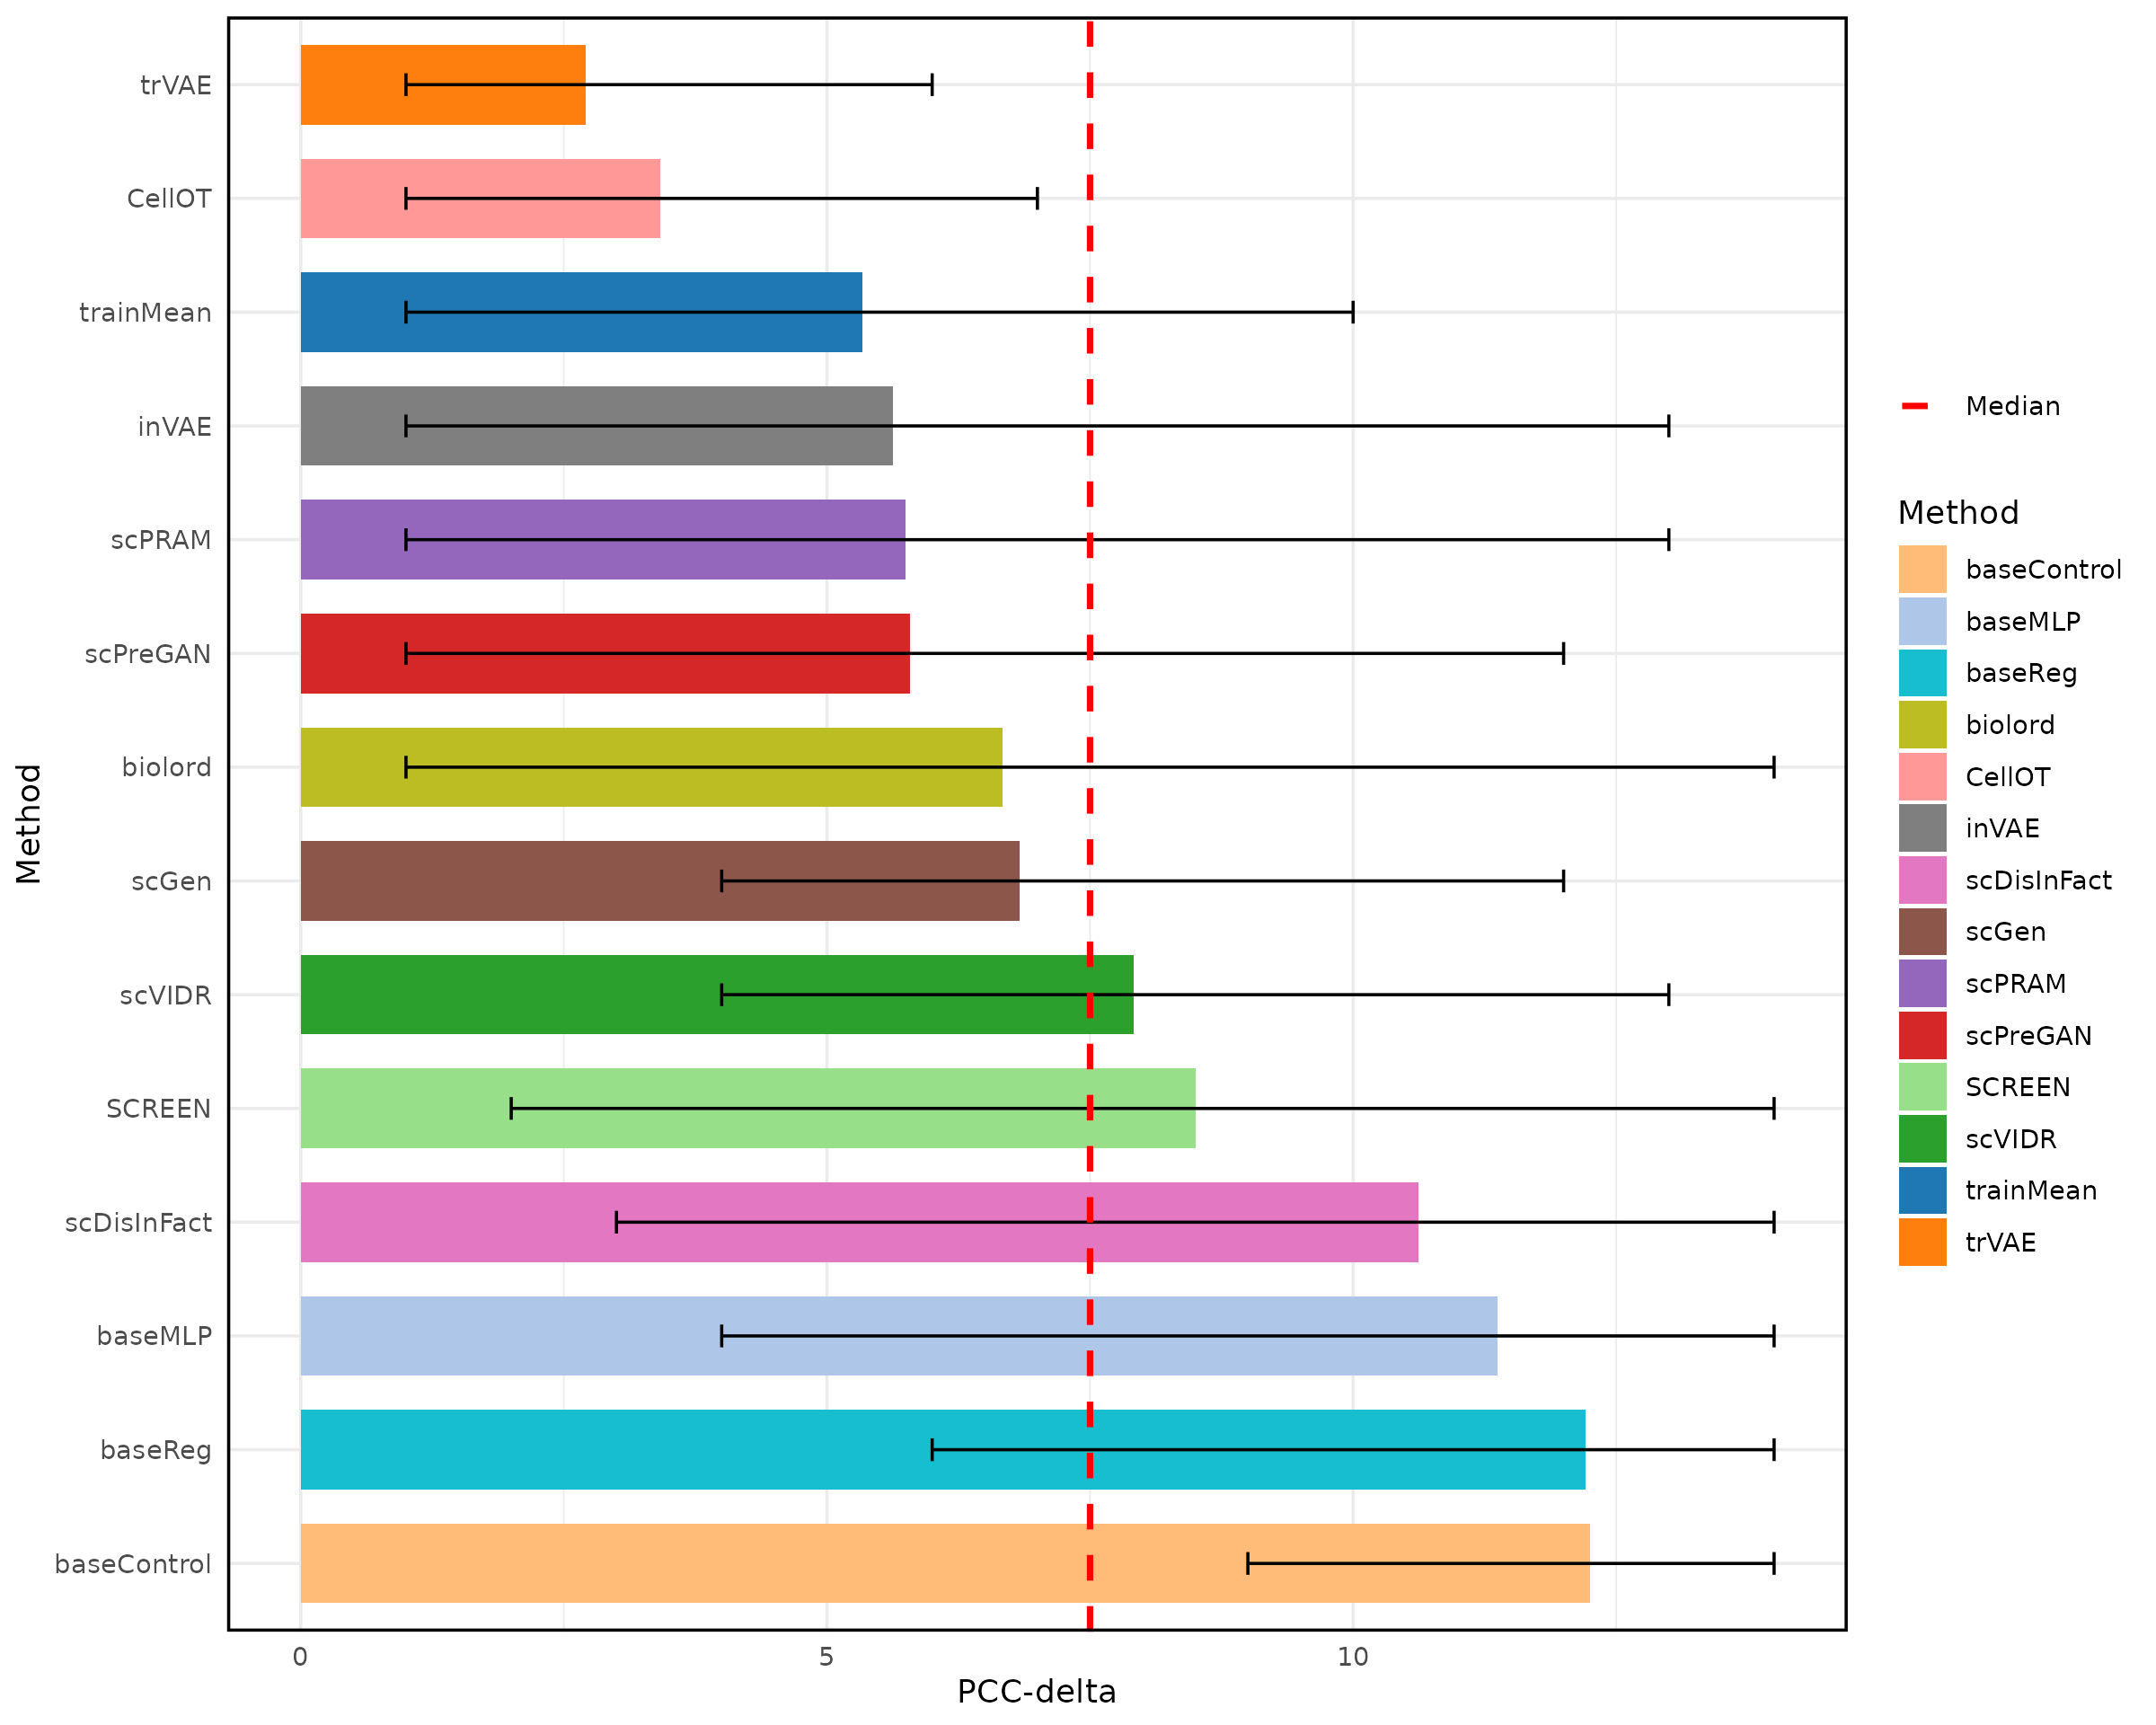 trVAE
CellOT
trainMean
inVAE
scPRAM
scPreGAN
biolord
scGen
scVIDR
SCREEN
scDisInFact
baseMLP
baseReg
baseControl
Method
0 5 10
PCC-delta
Median
Method
baseControl
baseMLP
baseReg
biolord
CellOT
inVAE
scDisInFact
scGen
scPRAM
scPreGAN
SCREEN
scVIDR
trainMean
trVAE